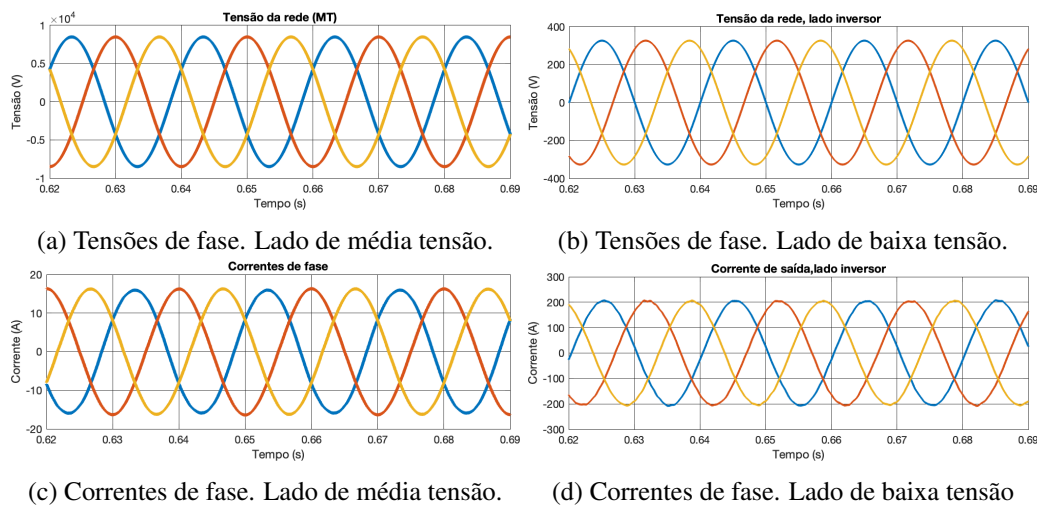 Tensão da rede (MT)
×10⁴
1
0.5
0
-0.5
-1
Tensão (V)
0.62 0.63 0.64 0.65 0.66 0.67 0.68 0.69
Tempo (s)
Tensão da rede, lado inversor
400
200
0
-200
-400
Tensão (V)
0.62 0.63 0.64 0.65 0.66 0.67 0.68 0.69
Tempo (s)
(a) Tensões de fase. Lado de média tensão.
(b) Tensões de fase. Lado de baixa tensão.
Correntes de fase
20
10
0
-10
-20
Corrente (A)
0.62 0.63 0.64 0.65 0.66 0.67 0.68 0.69
Tempo (s)
Corrente de saída,lado inversor
300
200
100
0
-100
-200
-300
Corrente (A)
0.62 0.63 0.64 0.65 0.66 0.67 0.68 0.69
Tempo (s)
(c) Correntes de fase. Lado de média tensão.
(d) Correntes de fase. Lado de baixa tensão